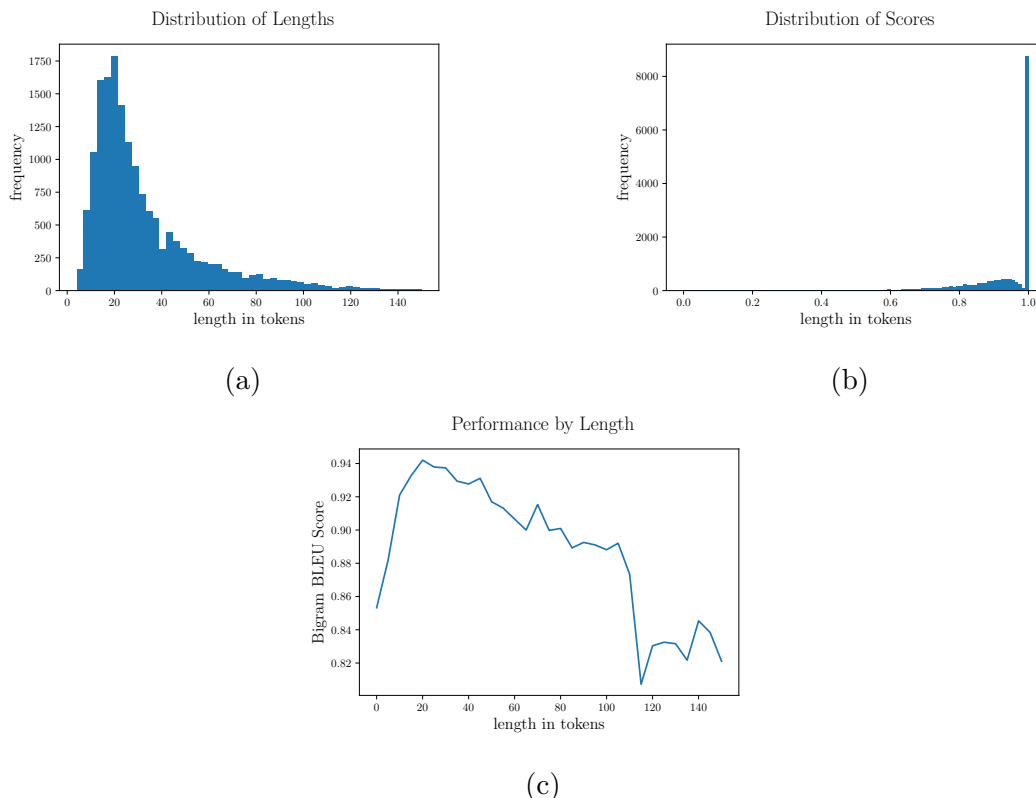 Distribution of Lengths
frequency
1750
1500
1250
1000
750
500
250
0
0 20 40 60 80 100 120 140
length in tokens
(a)
Distribution of Scores
frequency
8000
6000
4000
2000
0
0.0 0.2 0.4 0.6 0.8 1.0
length in tokens
(b)
Performance by Length
Bigram BLEU Score
0.94
0.92
0.90
0.88
0.86
0.84
0.82
0 20 40 60 80 100 120 140
length in tokens
(c)